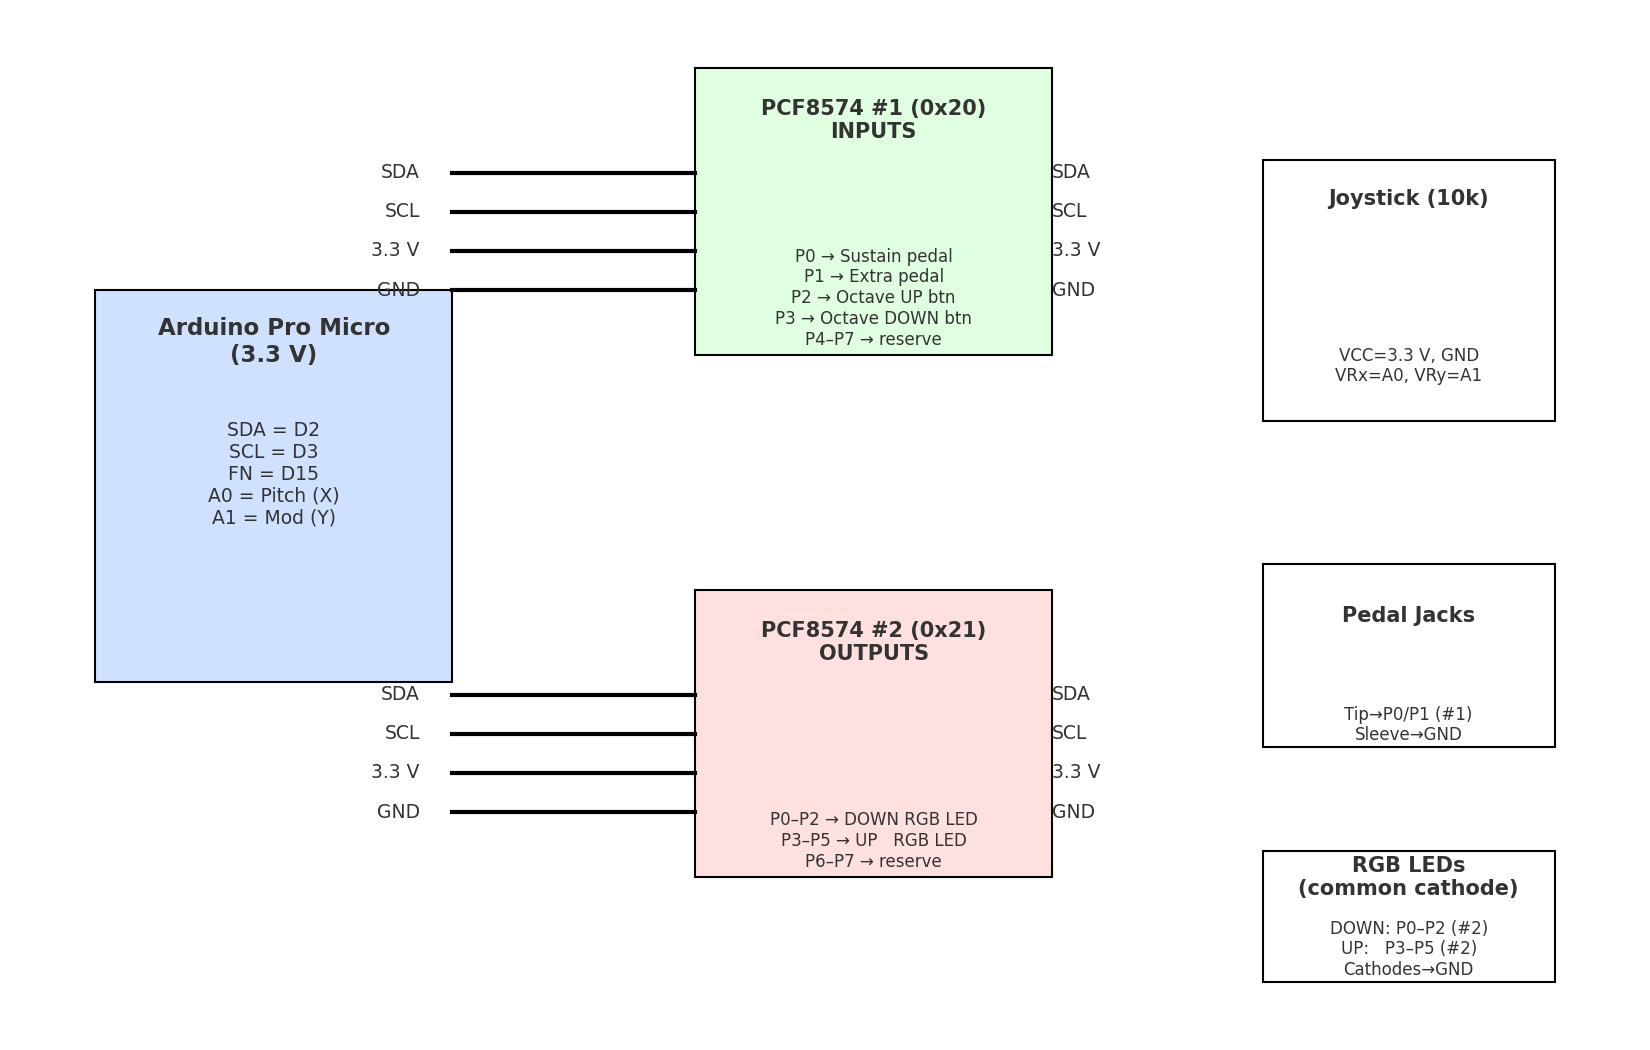 PCF8574 #1 (0x20)
INPUTS
SDA
SCL
3.3 V
GND
P0 → Sustain pedal
P1 → Extra pedal
P2 → Octave UP btn
P3 → Octave DOWN btn
P4–P7 → reserve
SDA
SCL
3.3 V
GND
Joystick (10k)
VCC=3.3 V, GND
VRx=A0, VRy=A1
Arduino Pro Micro
(3.3 V)
SDA = D2
SCL = D3
FN = D15
A0 = Pitch (X)
A1 = Mod (Y)
PCF8574 #2 (0x21)
OUTPUTS
SDA
SCL
3.3 V
GND
P0–P2 → DOWN RGB LED
P3–P5 → UP   RGB LED
P6–P7 → reserve
SDA
SCL
3.3 V
GND
Pedal Jacks
Tip→P0/P1 (#1)
Sleeve→GND
RGB LEDs
(common cathode)
DOWN: P0–P2 (#2)
UP:   P3–P5 (#2)
Cathodes→GND